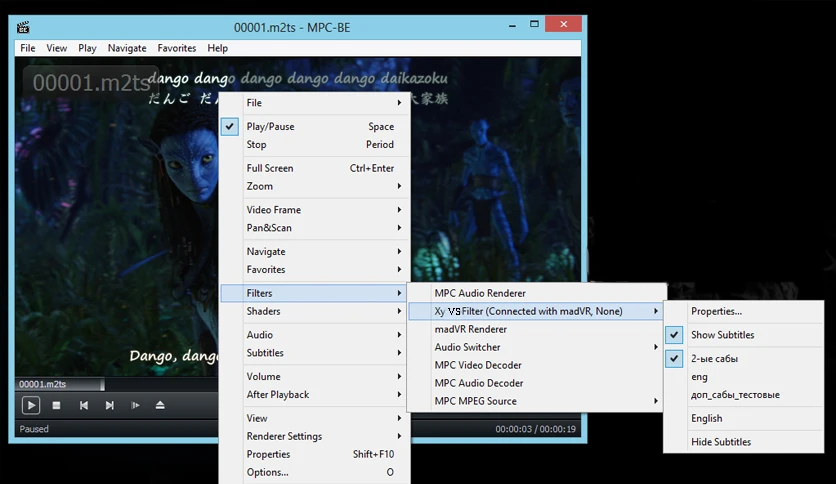 00001.m2ts - MPC-BE
File View Play Navigate Favorites Help
00001.m2ts
dango dango dango dango dango daikazoku
だんご だん 大家族
File
Play/Pause Space
Stop Period
Full Screen Ctrl+Enter
Zoom
Video Frame
Pan&Scan
Navigate
Favorites
Filters
Shaders
Audio
Subtitles
Volume
After Playback
View
Renderer Settings
Properties Shift+F10
Options... O
MPC Audio Renderer
Xy VSFilter (Connected with madVR, None)
madVR Renderer
Audio Switcher
MPC Video Decoder
MPC Audio Decoder
MPC MPEG Source
Properties...
Show Subtitles
2-ые сабы
eng
доп_сабы_тестовые
English
Hide Subtitles
Dango, dang
00001.m2ts
Paused
00:00:03 / 00:00:19